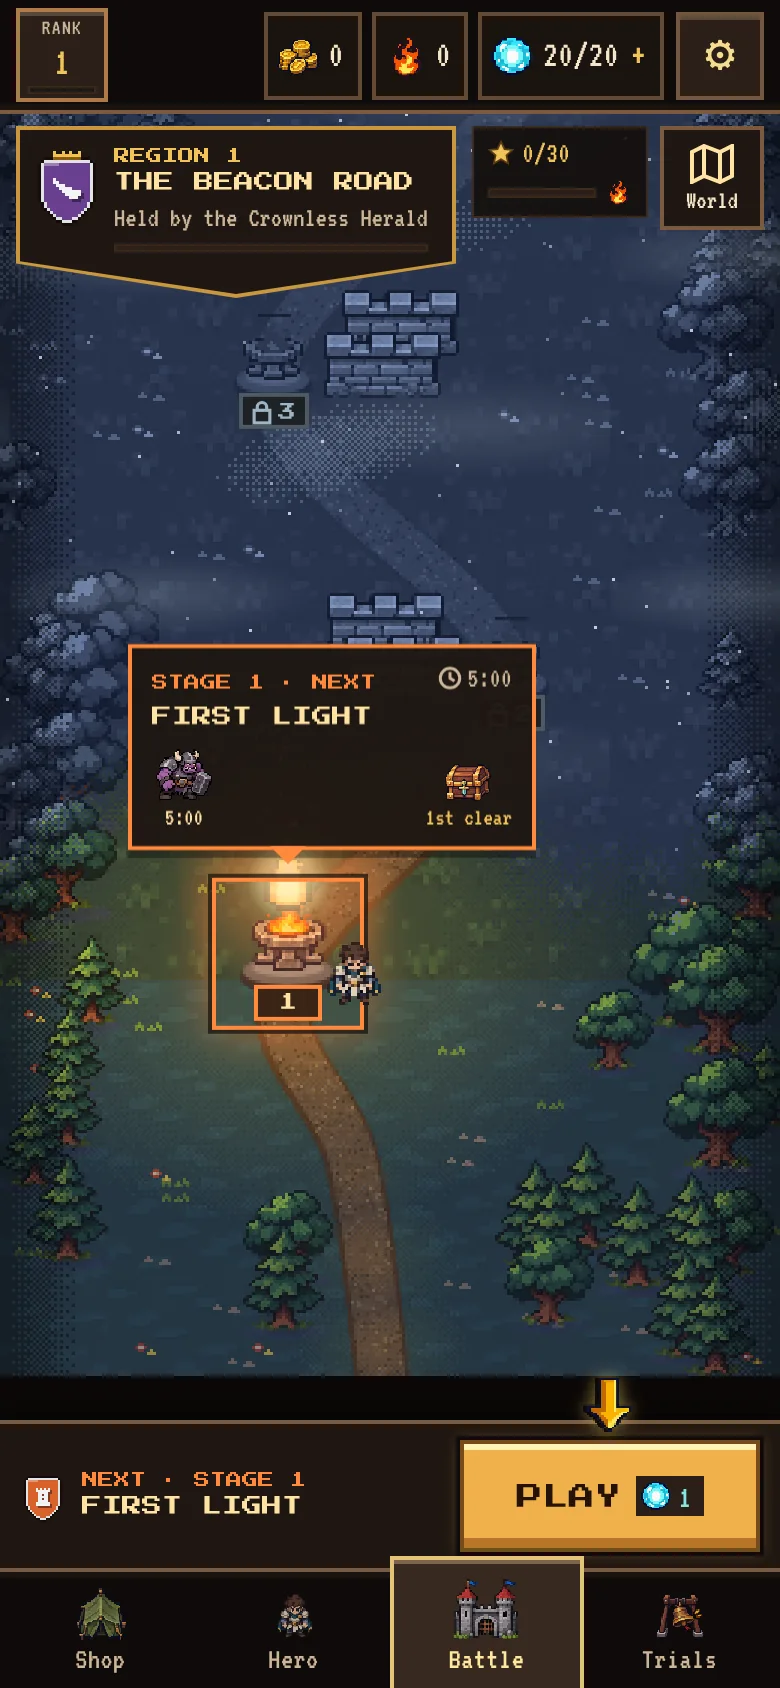 RANK
1
0
0
20/20 +
REGION 1
THE BEACON ROAD
Held by the Crownless Herald
0/30
World
3
STAGE 1 · NEXT
5:00
FIRST LIGHT
5:00
1st clear
1
NEXT · STAGE 1
FIRST LIGHT
PLAY
1
Shop
Hero
Battle
Trials